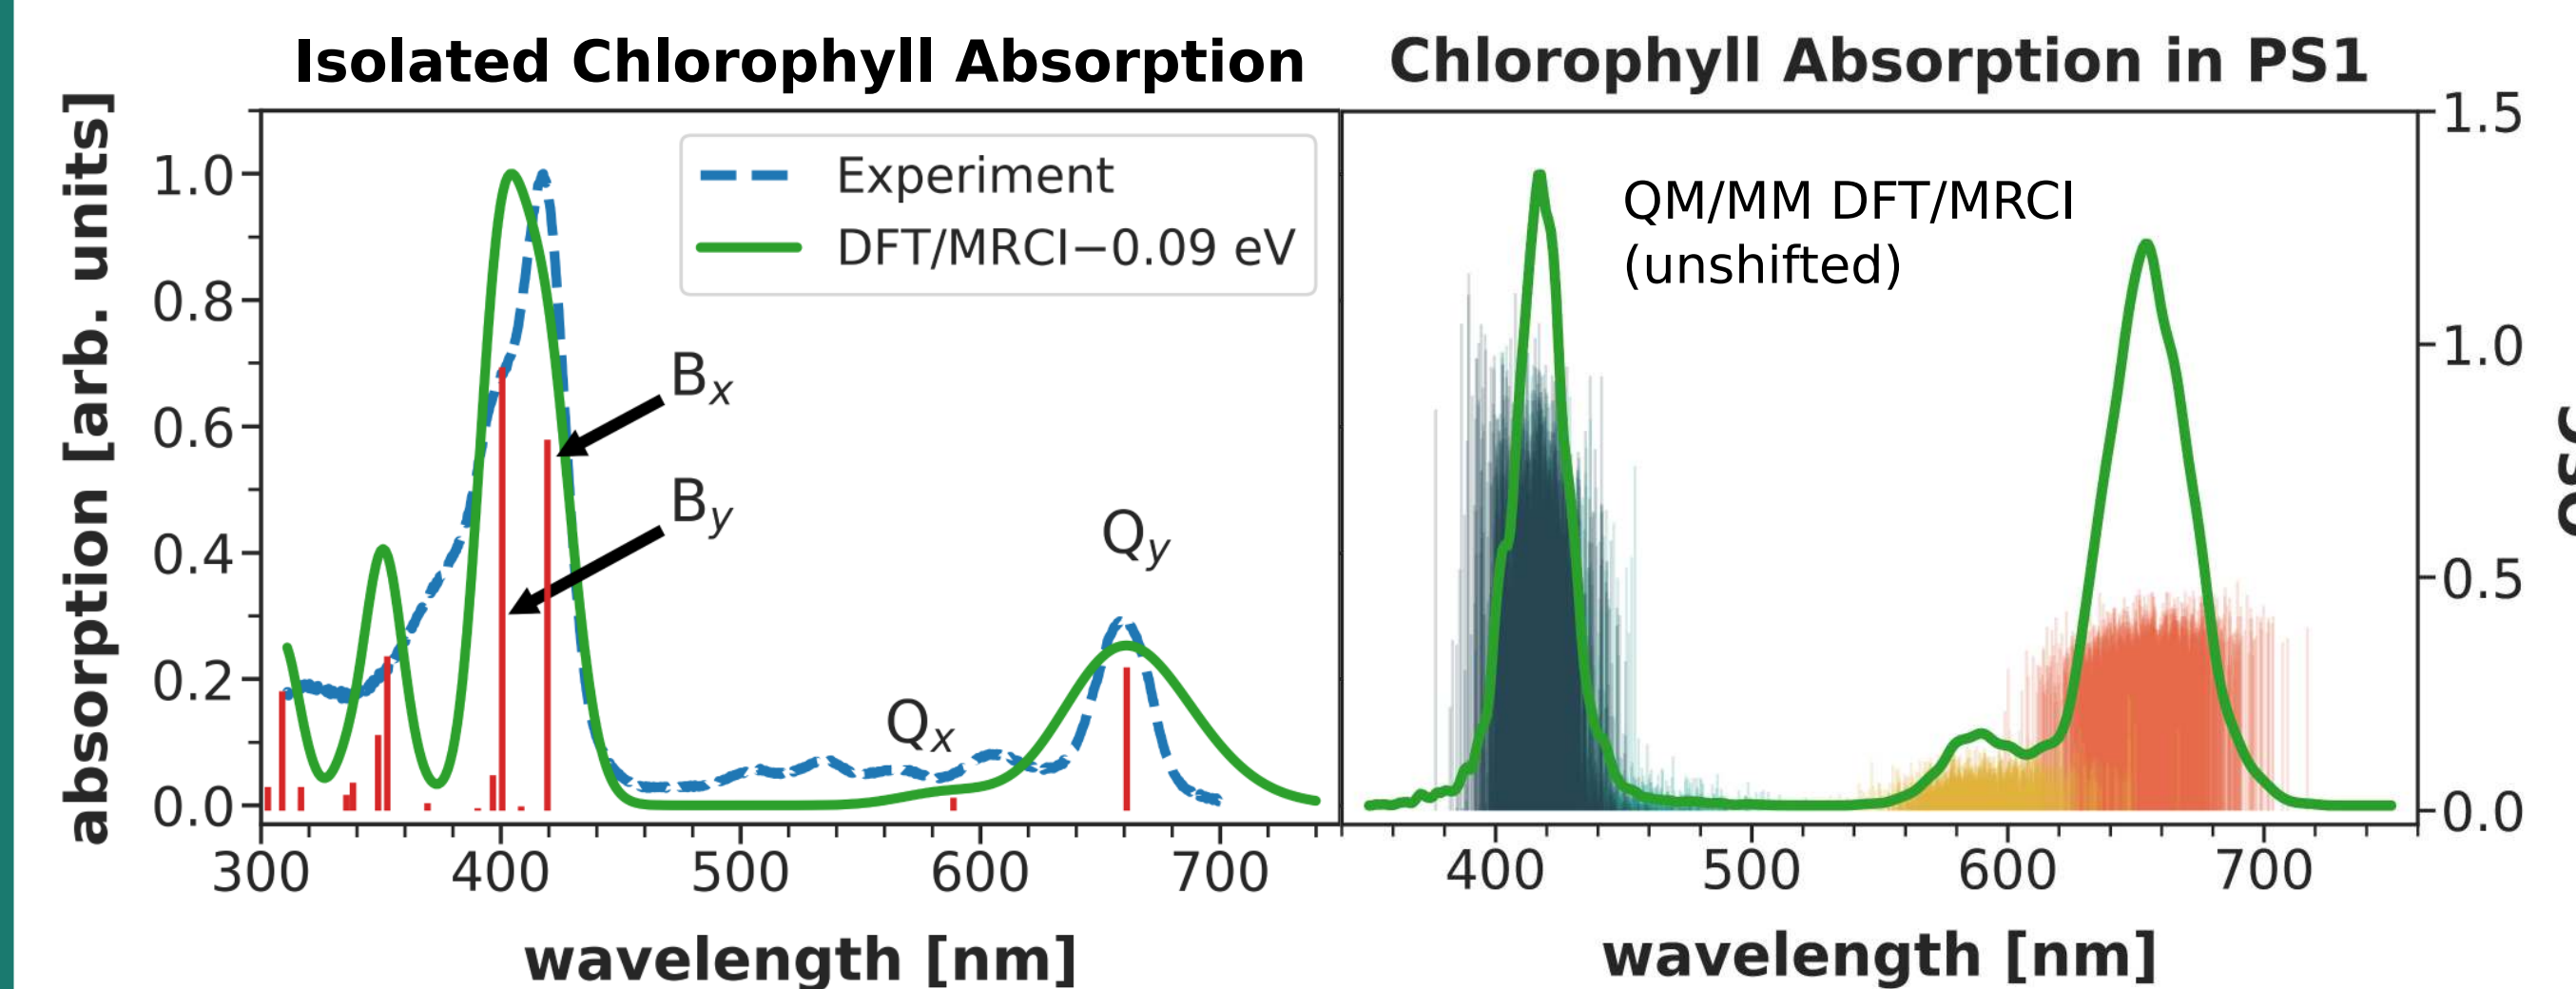 Isolated Chlorophyll Absorption
Chlorophyll Absorption in PS1
absorption [arb. units]
1.0
0.8
0.6
0.4
0.2
0.0
Experiment
DFT/MRCI−0.09 eV
Bx
By
Qx
Qy
300
400
500
600
700
wavelength [nm]
QM/MM DFT/MRCI
(unshifted)
1.5
1.0
0.5
0.0
400
500
600
700
wavelength [nm]